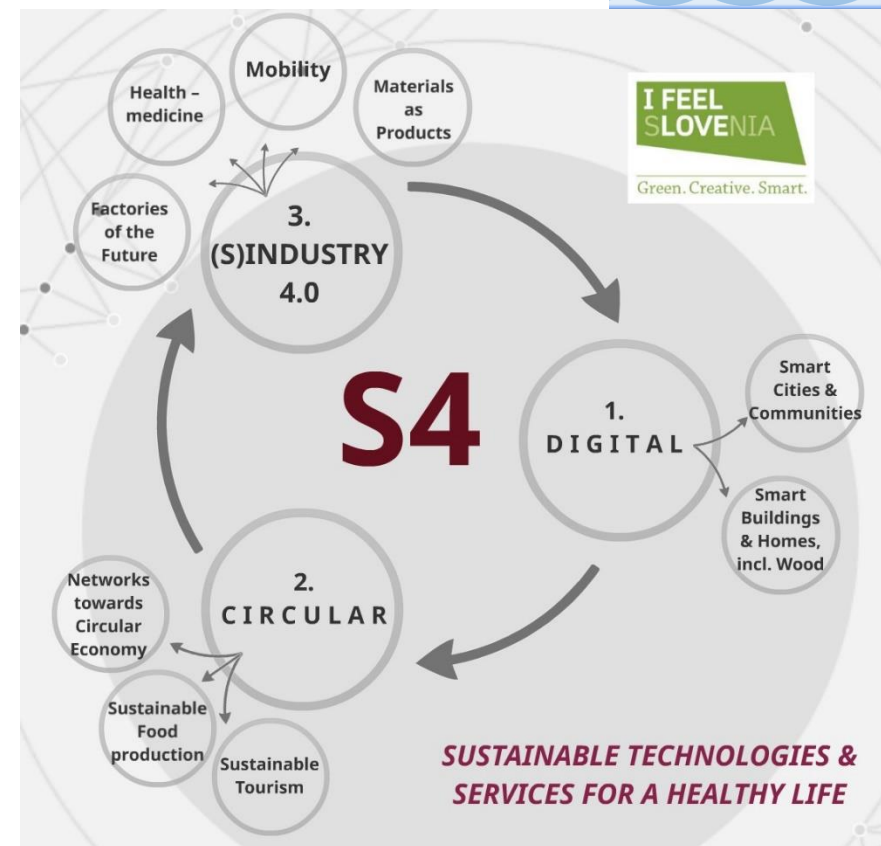 Mobility
Health –
medicine
Materials
as
Products
I FEEL
SLOVENIA
Green. Creative. Smart.
Factories
of the
Future
3.
(S)INDUSTRY
4.0
S4
1.
DIGITAL
Smart
Cities &
Communities
Smart
Buildings
& Homes,
incl. Wood
2.
CIRCULAR
Networks
towards
Circular
Economy
Sustainable
Food
production
Sustainable
Tourism
SUSTAINABLE TECHNOLOGIES &
SERVICES FOR A HEALTHY LIFE